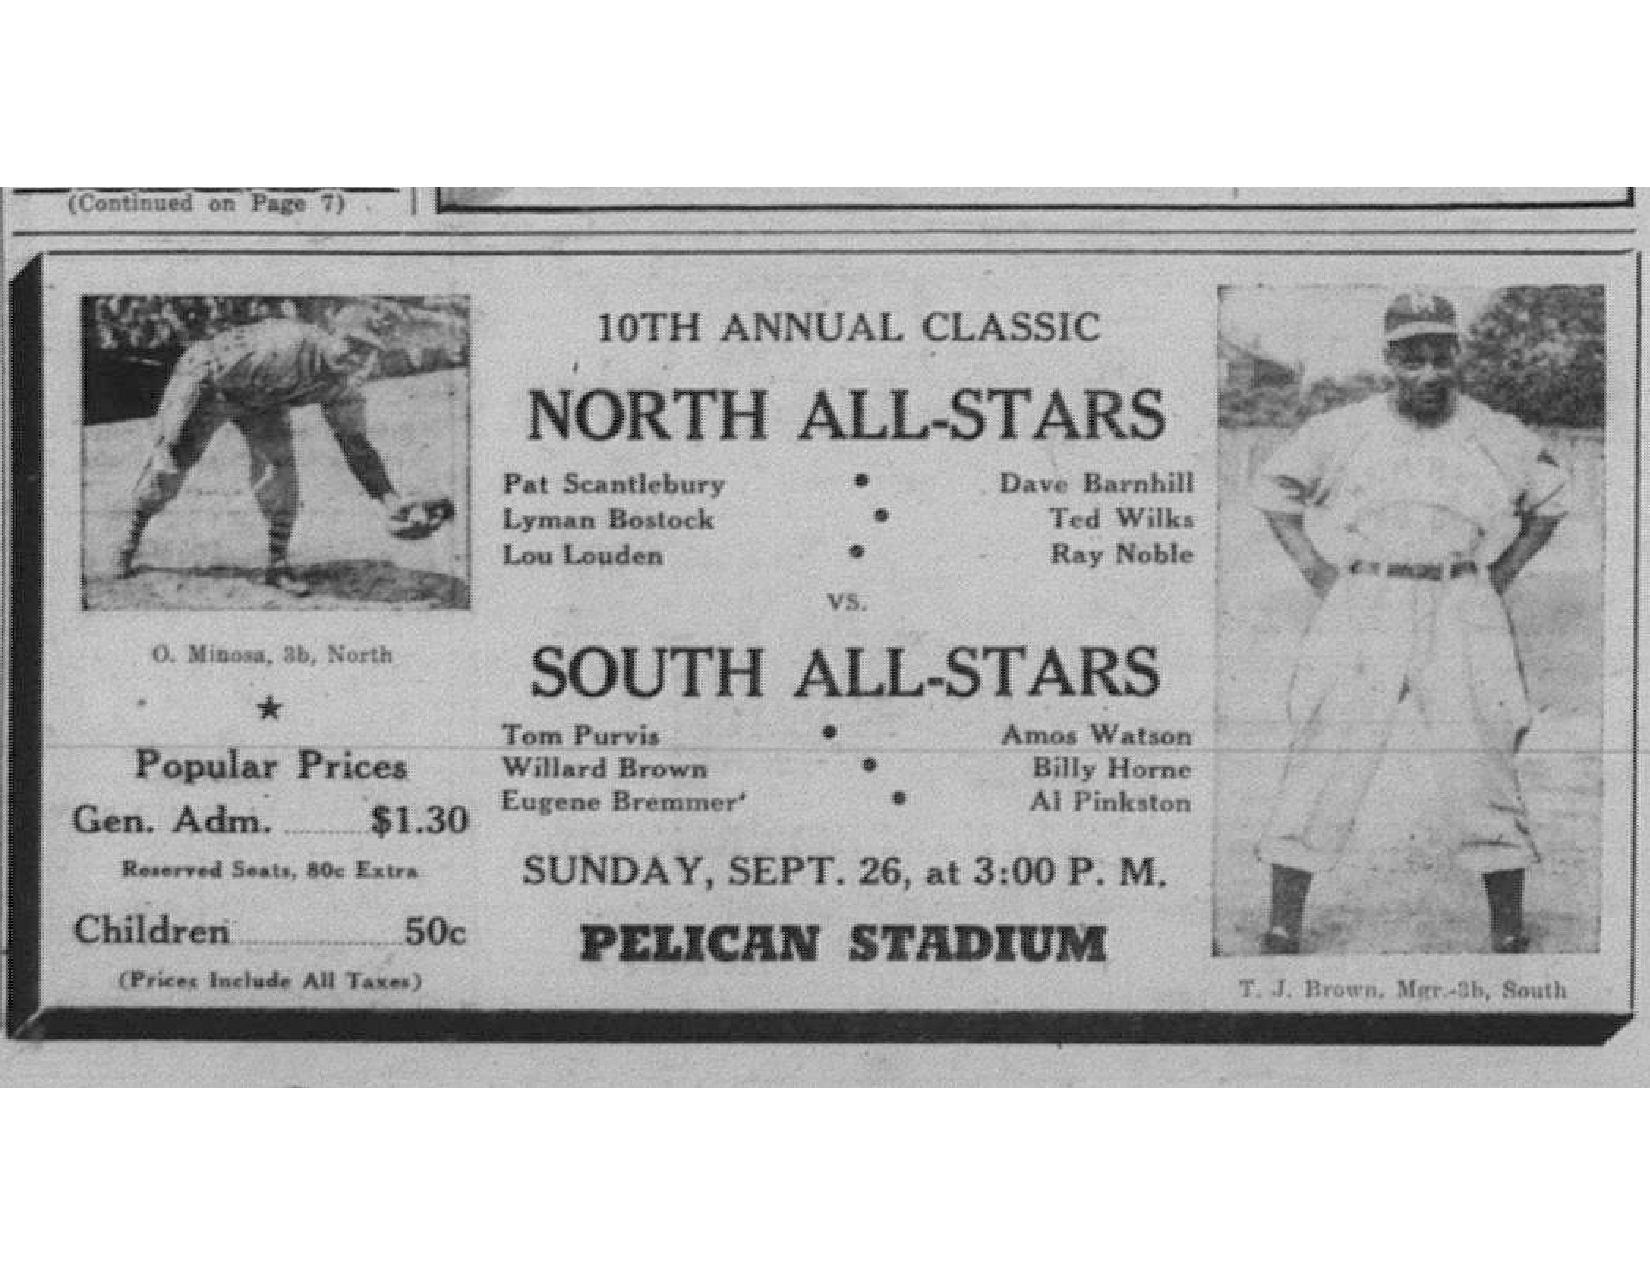 (Continued on Page 7)
10TH ANNUAL CLASSIC
NORTH ALL-STARS
Pat Scantlebury • Dave Barnhill
Lyman Bostock • Ted Wilks
Lou Louden • Ray Noble
VS.
SOUTH ALL-STARS
Tom Purvis • Amos Watson
Willard Brown • Billy Horne
Eugene Bremmer • Al Pinkston
SUNDAY, SEPT. 26, at 3:00 P. M.
PELICAN STADIUM
O. Minosa, 3b, North
★
Popular Prices
Gen. Adm. ........ $1.30
Reserved Seats, 80c Extra
Children ........ 50c
(Prices Include All Taxes)
T. J. Brown, Mgr.-3b, South